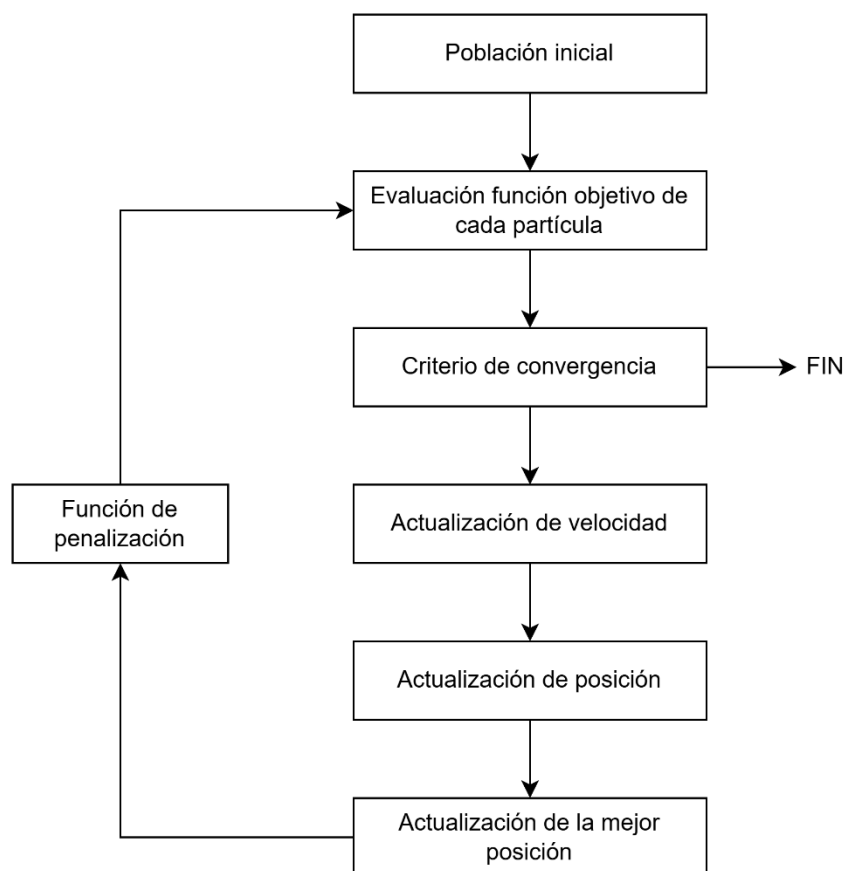 Población inicial
Evaluación función objetivo de
cada partícula
Criterio de convergencia
FIN
Actualización de velocidad
Función de
penalización
Actualización de posición
Actualización de la mejor
posición